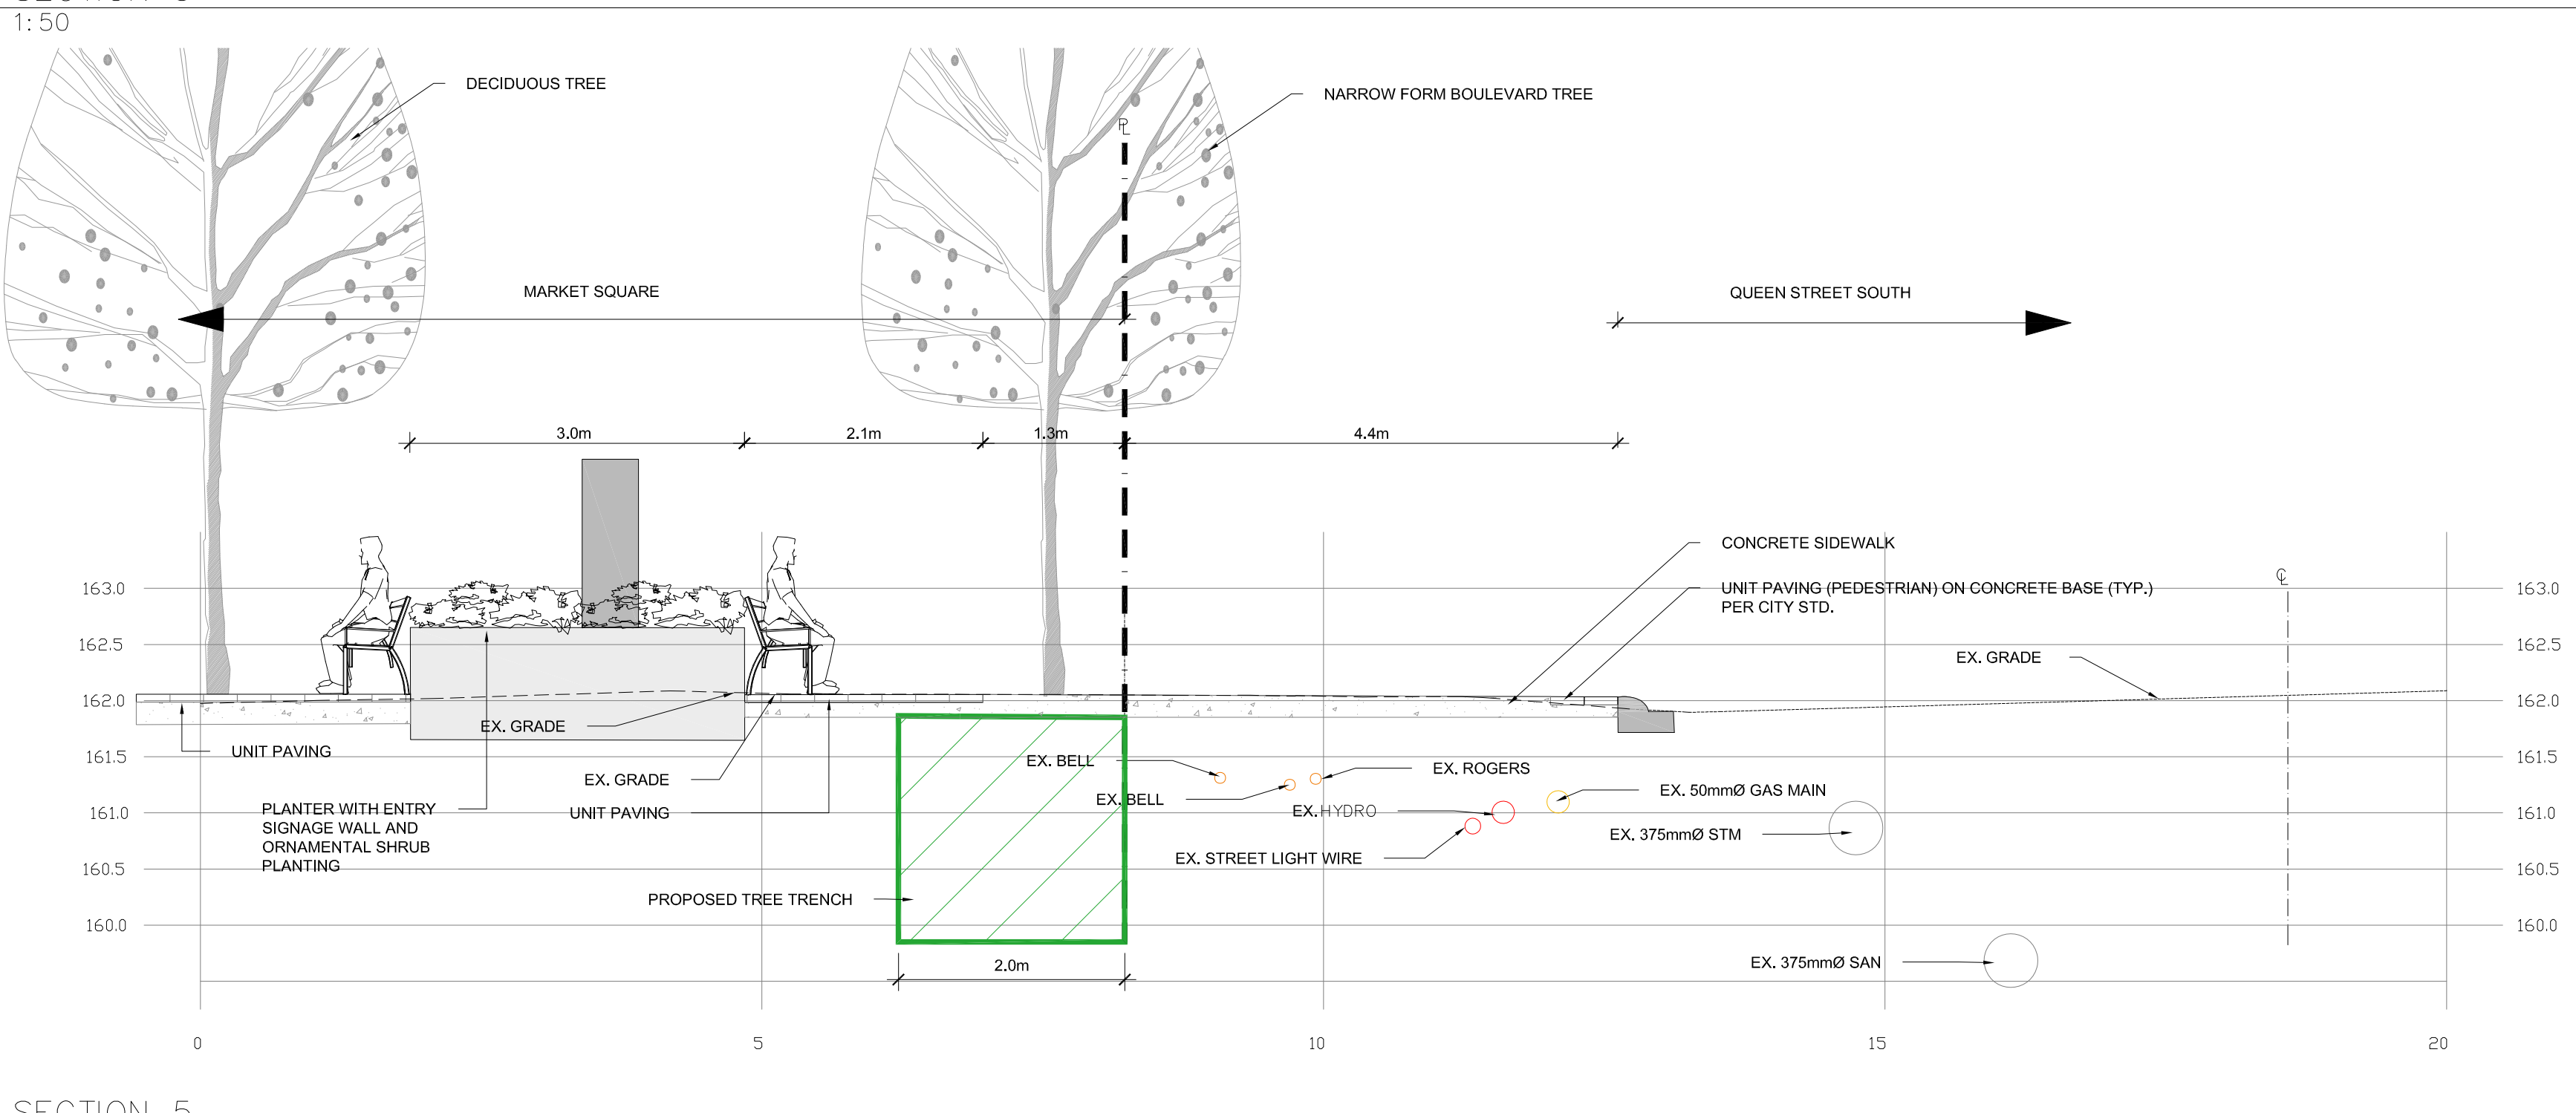 1:50
DECIDUOUS TREE
NARROW FORM BOULEVARD TREE
PL
MARKET SQUARE
QUEEN STREET SOUTH
3.0m
2.1m
1.3m
4.4m
CONCRETE SIDEWALK
163.0
UNIT PAVING (PEDESTRIAN) ON CONCRETE BASE (TYP.)
PER CITY STD.
CL
163.0
162.5
EX. GRADE
162.5
162.0
162.0
EX. GRADE
UNIT PAVING
161.5
EX. GRADE
EX. BELL
EX. ROGERS
161.5
EX. BELL
EX. 50mmØ GAS MAIN
161.0
PLANTER WITH ENTRY
SIGNAGE WALL AND
ORNAMENTAL SHRUB
PLANTING
UNIT PAVING
EX. HYDRO
161.0
EX. 375mmØ STM
EX. STREET LIGHT WIRE
160.5
160.5
PROPOSED TREE TRENCH
160.0
160.0
2.0m
EX. 375mmØ SAN
0
5
10
15
20
SECTION 5